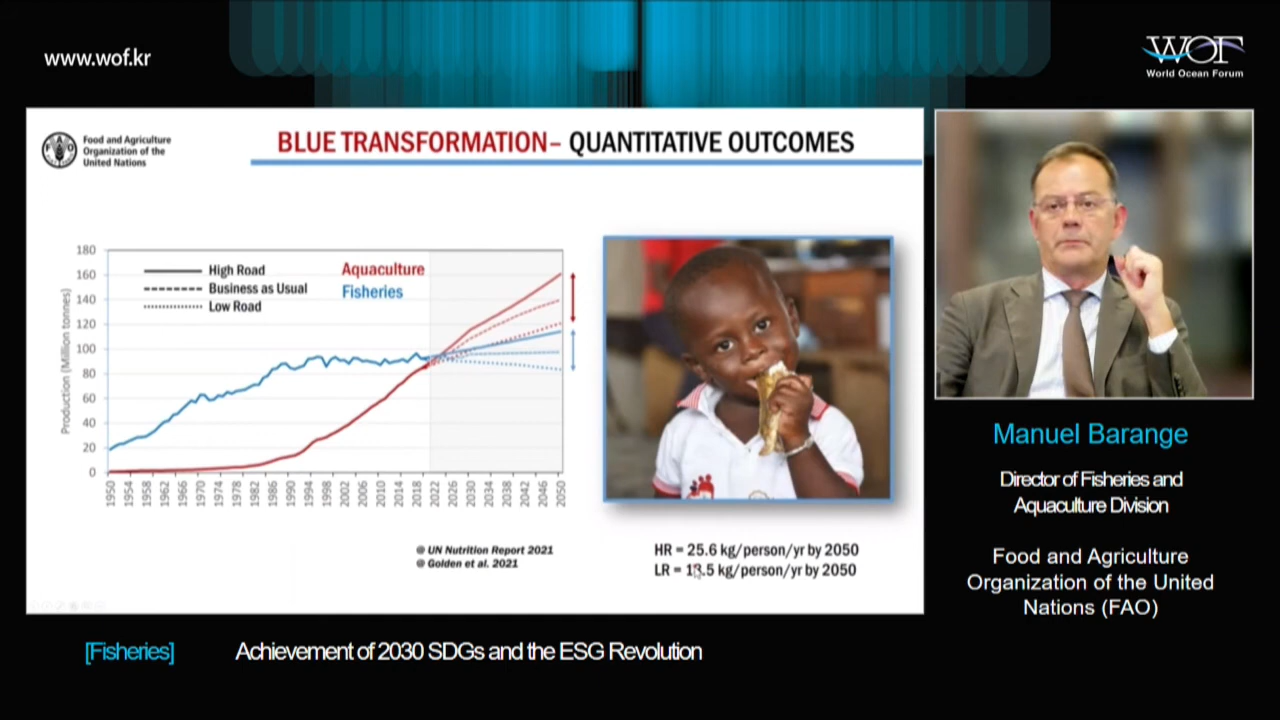 www.wof.kr
WOF
World Ocean Forum
Food and Agriculture
Organization of the
United Nations
BLUE TRANSFORMATION– QUANTITATIVE OUTCOMES
Production (Million tonnes)
180
160
140
120
100
80
60
40
20
0
High Road
Business as Usual
Low Road
Aquaculture
Fisheries
1950 1954 1958 1962 1966 1970 1974 1978 1982 1986 1990 1994 1998 2002 2006 2010 2014 2018 2022 2026 2030 2034 2038 2042 2046 2050
@ UN Nutrition Report 2021
@ Golden et al. 2021
HR = 25.6 kg/person/yr by 2050
LR = kg/person/yr by 2050
Manuel Barange
Director of Fisheries and
Aquaculture Division
Food and Agriculture
Organization of the United
Nations (FAO)
[Fisheries] Achievement of 2030 SDGs and the ESG Revolution